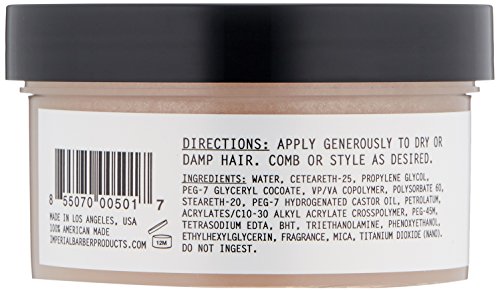 DIRECTIONS: APPLY GENEROUSLY TO DRY OR
DAMP HAIR. COMB OR STYLE AS DESIRED.
INGREDIENTS: WATER, CETEARETH-25, PROPYLENE GLYCOL,
PEG-7 GLYCERYL COCOATE, VP/VA COPOLYMER, POLYSORBATE 60,
STEARETH-20, PEG-7 HYDROGENATED CASTOR OIL, PETROLATUM,
ACRYLATES/C10-30 ALKYL ACRYLATE CROSSPOLYMER, PEG-45M,
TETRASODIUM EDTA, BHT, TRIETHANOLAMINE, PHENOXYETHANOL,
ETHYLHEXYLGLYCERIN, FRAGRANCE, MICA, TITANIUM DIOXIDE (NANO).
DO NOT INGEST.
8 55070 00501 7
MADE IN LOS ANGELES, USA
100% AMERICAN MADE
IMPERIALBARBERPRODUCTS.COM
12M